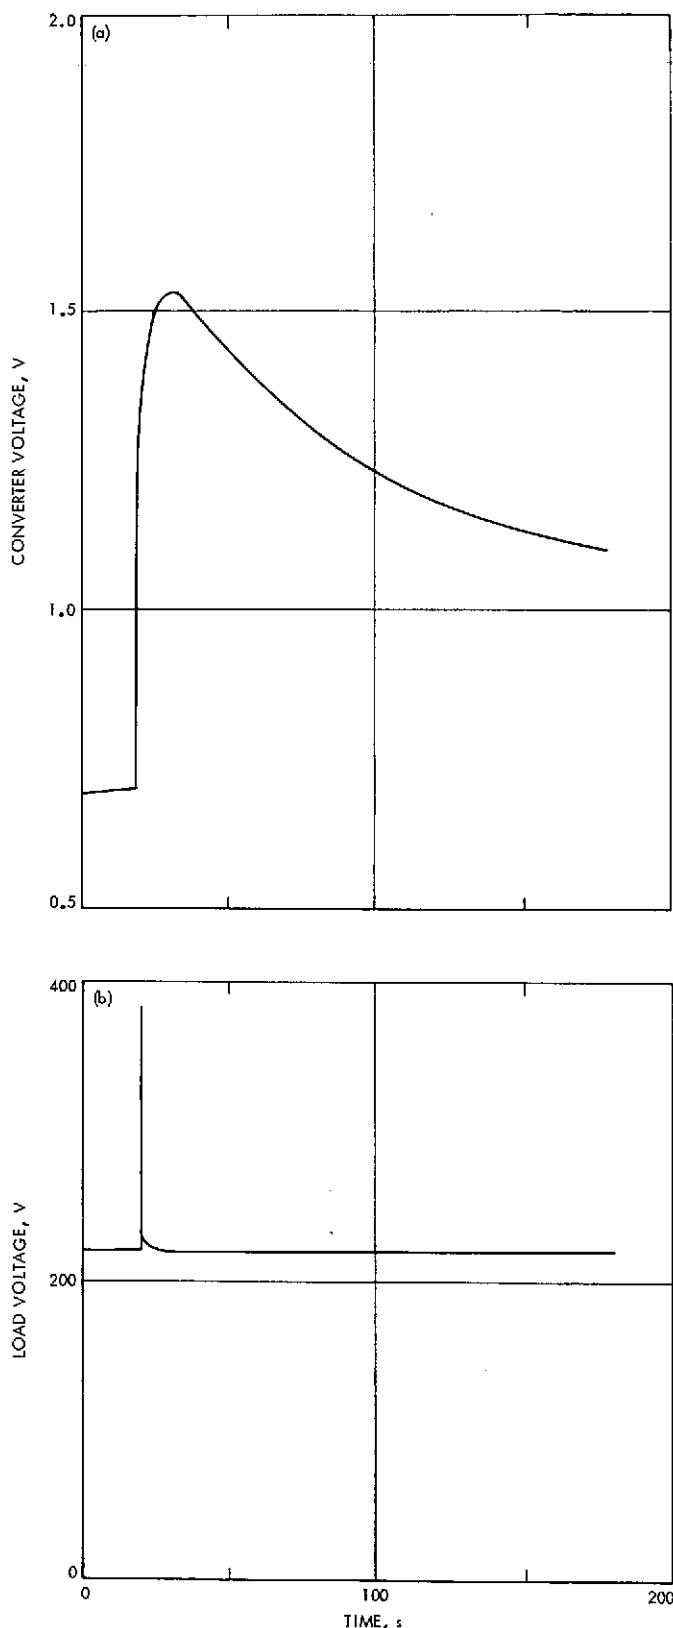 2.0
(a)
1.5
1.0
0.5
CONVERTER VOLTAGE, V
400
(b)
200
0
LOAD VOLTAGE, V
0
100
200
TIME, s